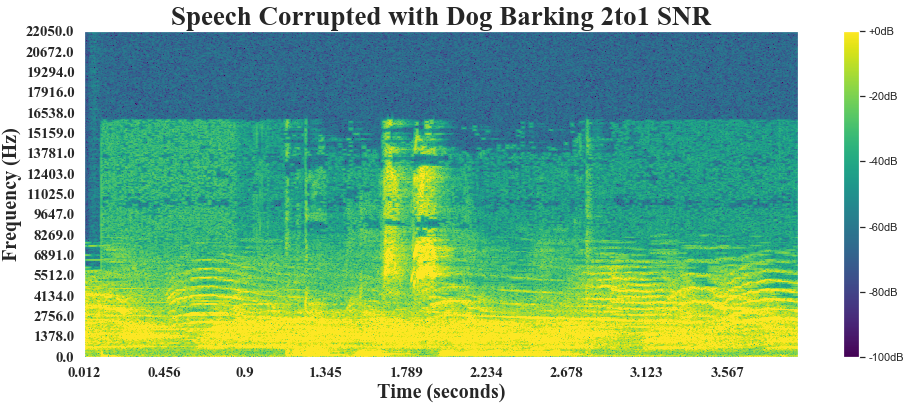 Speech Corrupted with Dog Barking 2to1 SNR
22050.0
20672.0
19294.0
17916.0
16538.0
15159.0
13781.0
12403.0
11025.0
9647.0
8269.0
6891.0
5512.0
4134.0
2756.0
1378.0
0.0
Frequency (Hz)
0.012 0.456 0.9 1.345 1.789 2.234 2.678 3.123 3.567
Time (seconds)
+0dB
-20dB
-40dB
-60dB
-80dB
-100dB